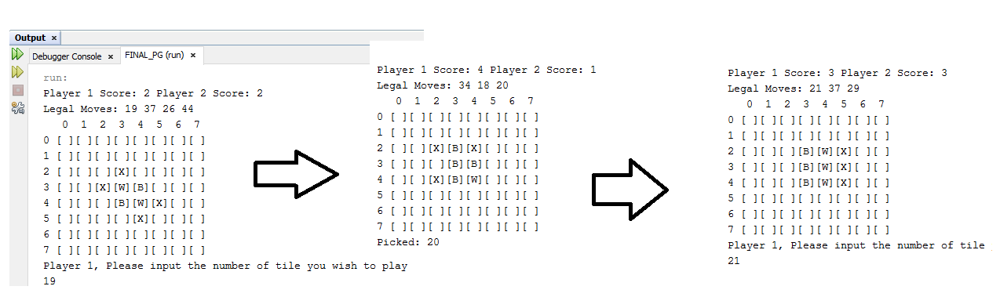 Output ×
Debugger Console × FINAL_PG (run) ×
run:
Player 1 Score: 2 Player 2 Score: 2
Legal Moves: 19 37 26 44
0 1 2 3 4 5 6 7
0 [ ][ ][ ][ ][ ][ ][ ][ ]
1 [ ][ ][ ][ ][ ][ ][ ][ ]
2 [ ][ ][ ][X][ ][ ][ ][ ]
3 [ ][ ][X][W][B][ ][ ][ ]
4 [ ][ ][ ][B][W][X][ ][ ]
5 [ ][ ][ ][ ][X][ ][ ][ ]
6 [ ][ ][ ][ ][ ][ ][ ][ ]
7 [ ][ ][ ][ ][ ][ ][ ][ ]
Player 1, Please input the number of tile you wish to play
19
Player 1 Score: 4 Player 2 Score: 1
Legal Moves: 34 18 20
0 1 2 3 4 5 6 7
0 [ ][ ][ ][ ][ ][ ][ ][ ]
1 [ ][ ][ ][ ][ ][ ][ ][ ]
2 [ ][ ][X][B][X][ ][ ][ ]
3 [ ][ ][ ][B][B][ ][ ][ ]
4 [ ][ ][X][B][W][ ][ ][ ]
5 [ ][ ][ ][ ][ ][ ][ ][ ]
6 [ ][ ][ ][ ][ ][ ][ ][ ]
7 [ ][ ][ ][ ][ ][ ][ ][ ]
Picked: 20
Player 1 Score: 3 Player 2 Score: 3
Legal Moves: 21 37 29
0 1 2 3 4 5 6 7
0 [ ][ ][ ][ ][ ][ ][ ][ ]
1 [ ][ ][ ][ ][ ][ ][ ][ ]
2 [ ][ ][ ][B][W][X][ ][ ]
3 [ ][ ][ ][B][W][X][ ][ ]
4 [ ][ ][ ][B][W][X][ ][ ]
5 [ ][ ][ ][ ][ ][ ][ ][ ]
6 [ ][ ][ ][ ][ ][ ][ ][ ]
7 [ ][ ][ ][ ][ ][ ][ ][ ]
Player 1, Please input the number of tile
21